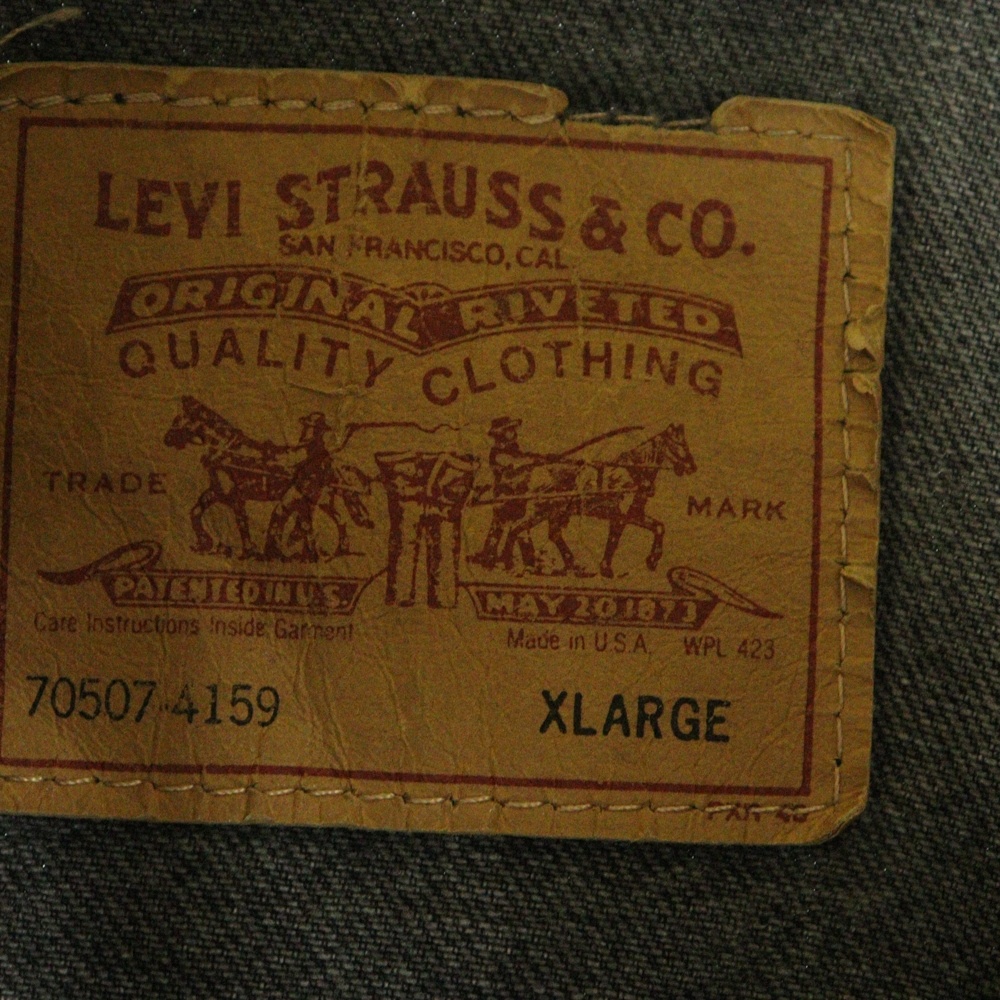 LEVI STRAUSS & CO.
SAN FRANCISCO, CAL
ORIGINAL RIVETED
QUALITY CLOTHING
TRADE MARK
PATENTED IN U.S. MAY 20 1873
Care Instructions Inside Garment Made in U.S.A. WPL 423
70507-4159 XLARGE